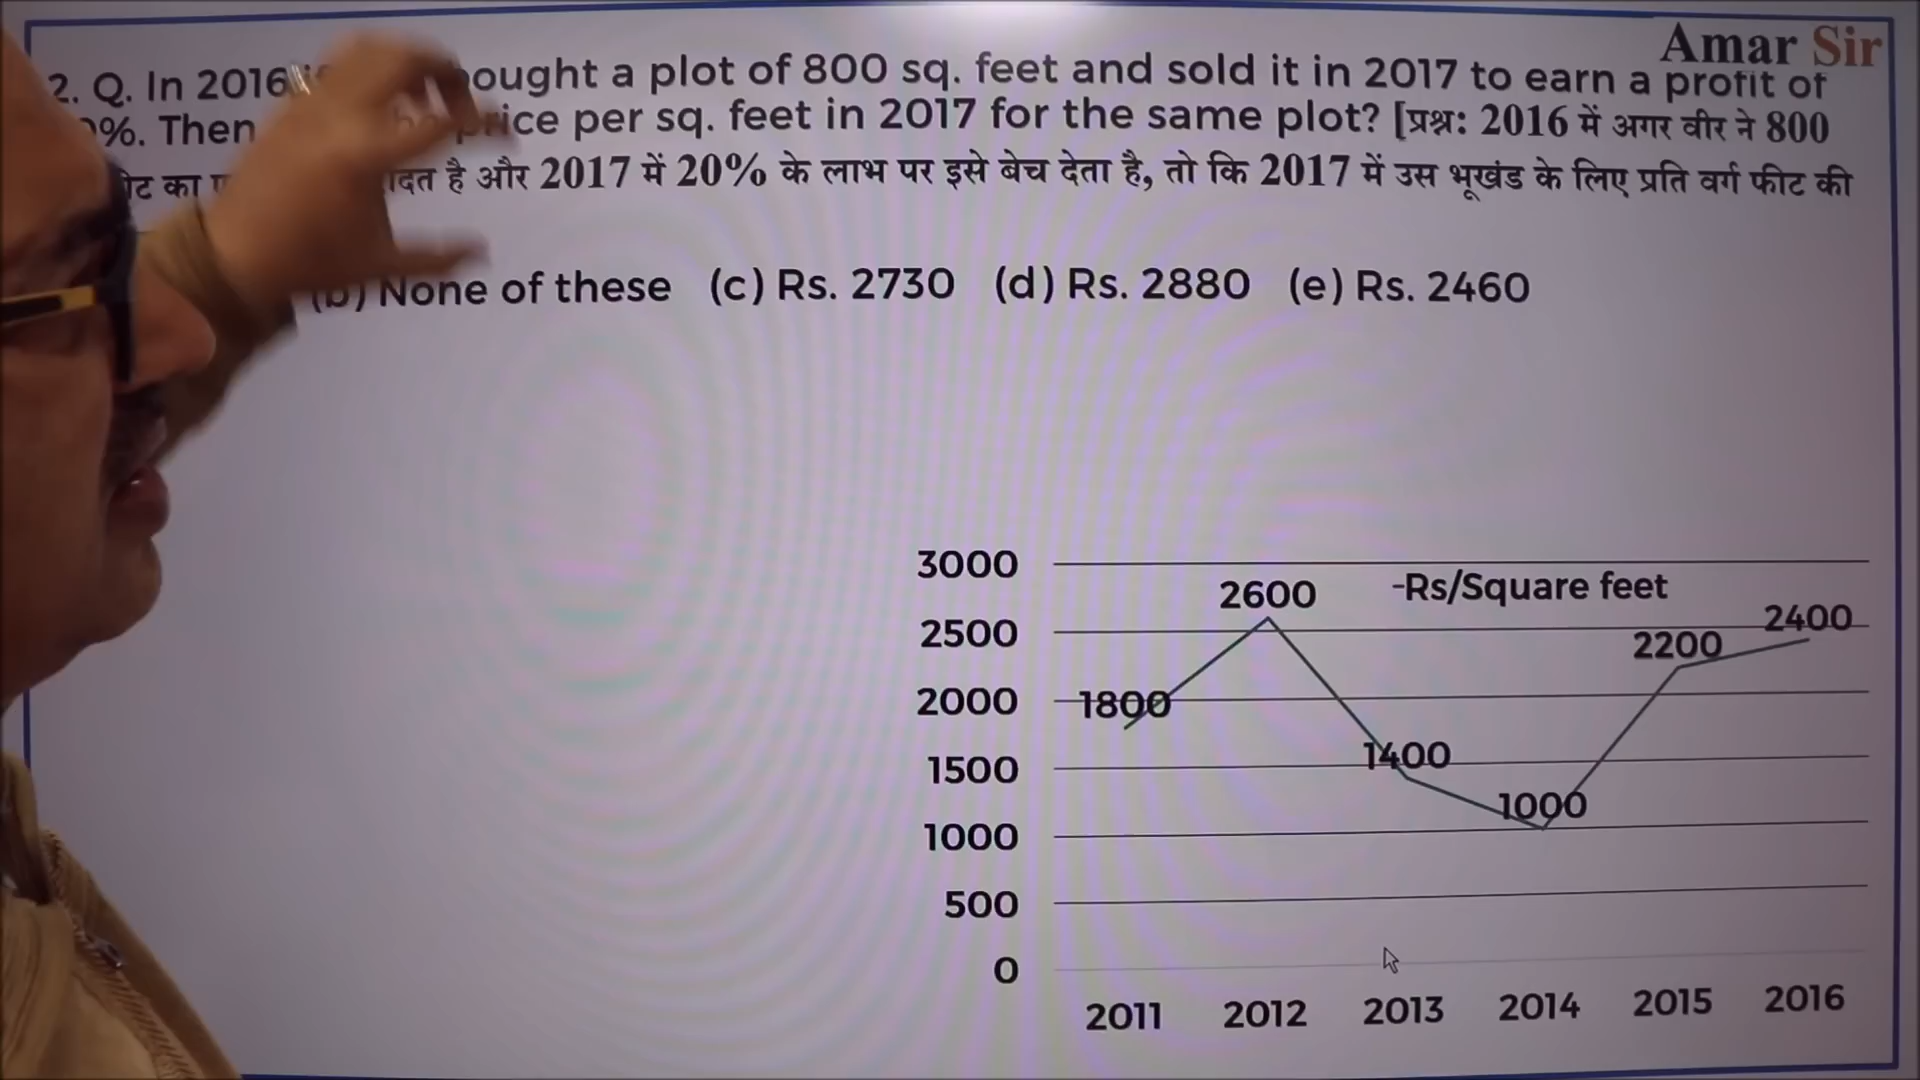 Amar Sir
2. Q. In 2016 bought a plot of 800 sq. feet and sold it in 2017 to earn a profit of
%. Then price per sq. feet in 2017 for the same plot? [प्रश्न: 2016 में अगर वीर ने 800
का है और 2017 में 20% के लाभ पर इसे बेच देता है, तो कि 2017 में उस भूखंड के लिए प्रति वर्ग फीट की
(b) None of these (c) Rs. 2730 (d) Rs. 2880 (e) Rs. 2460
3000
2600
-Rs/Square feet
2400
2500
2200
2000
1800
1400
1500
1000
1000
500
0
2011 2012 2013 2014 2015 2016